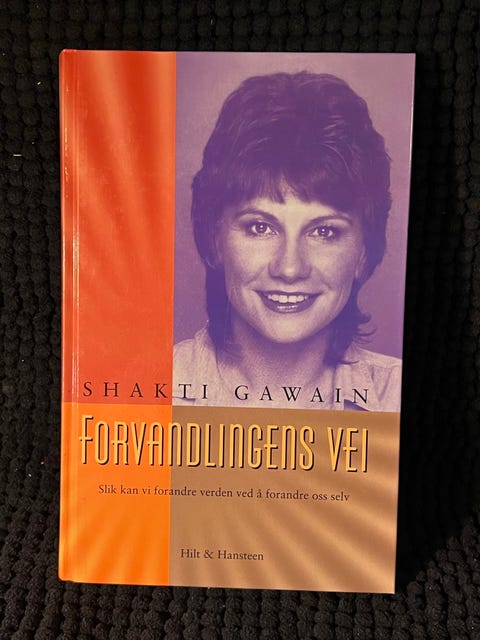 SHAKTI GAWAIN
FORVANDLINGENS VEI
Slik kan vi forandre verden ved å forandre oss selv
Hilt & Hansteen